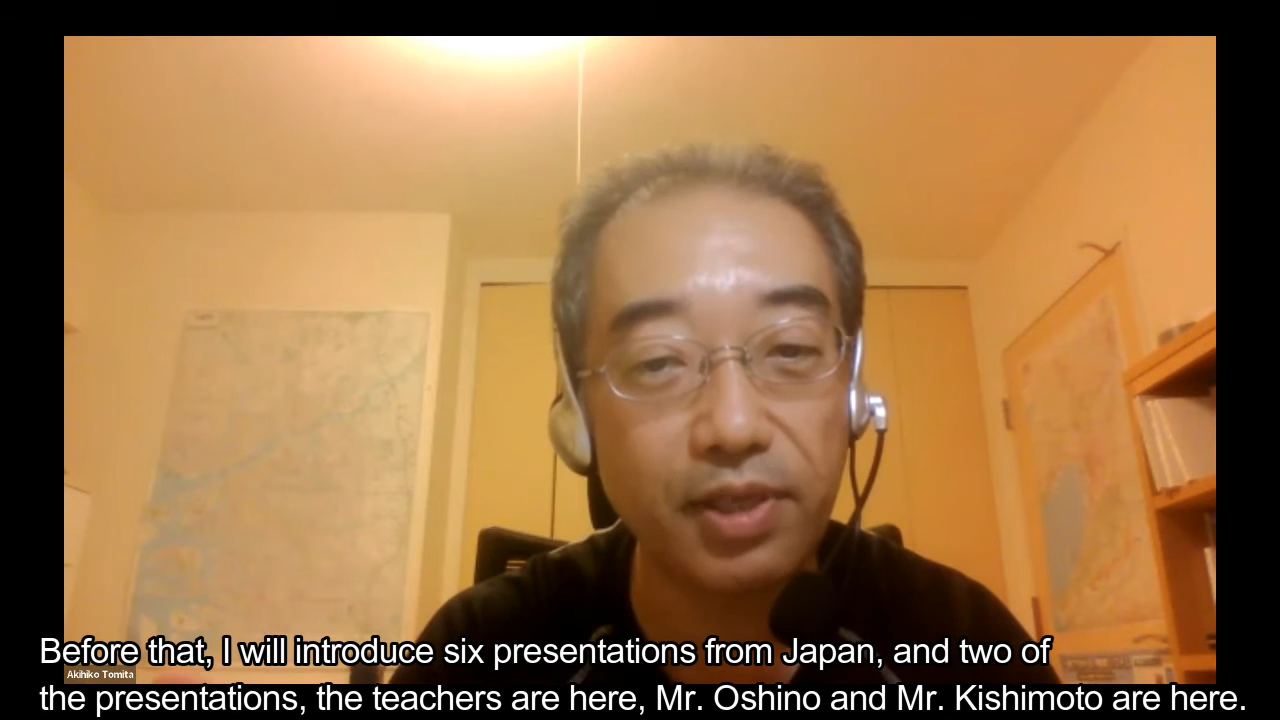 Before that, I will introduce six presentations from Japan, and two of
Akihiko Tomita
the presentations, the teachers are here, Mr. Oshino and Mr. Kishimoto are here.